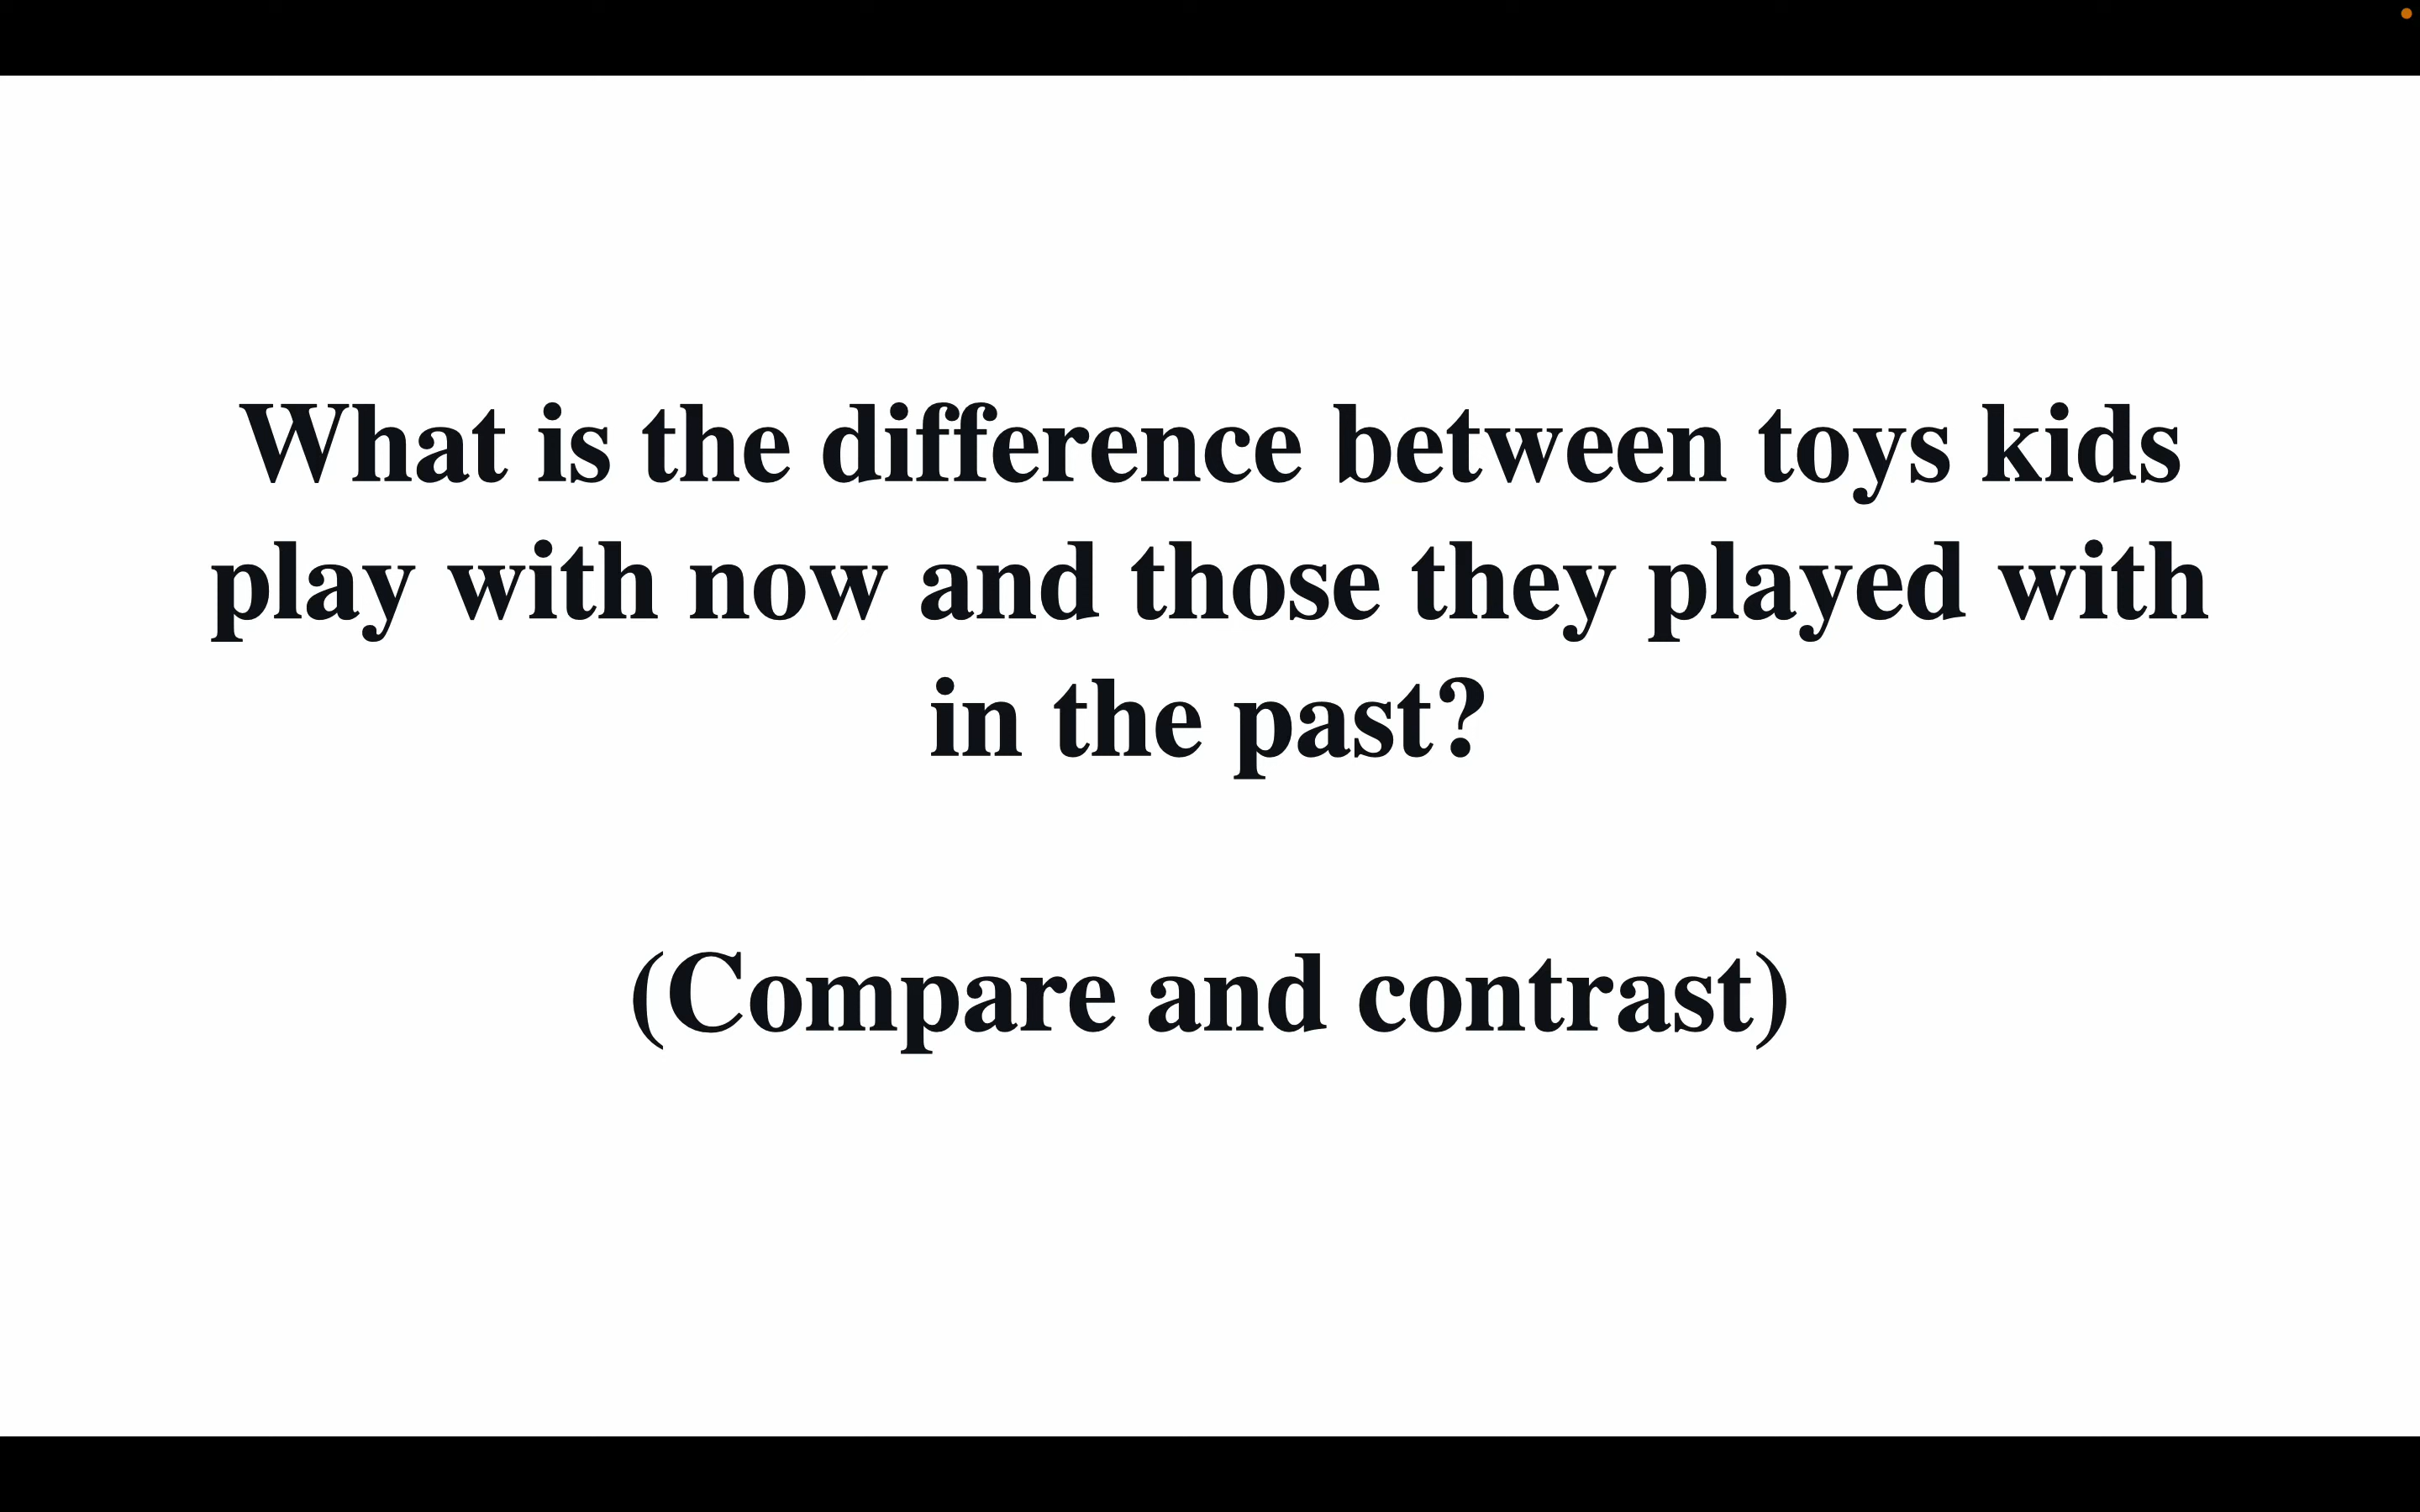 What is the difference between toys kids
play with now and those they played with
in the past?
(Compare and contrast)